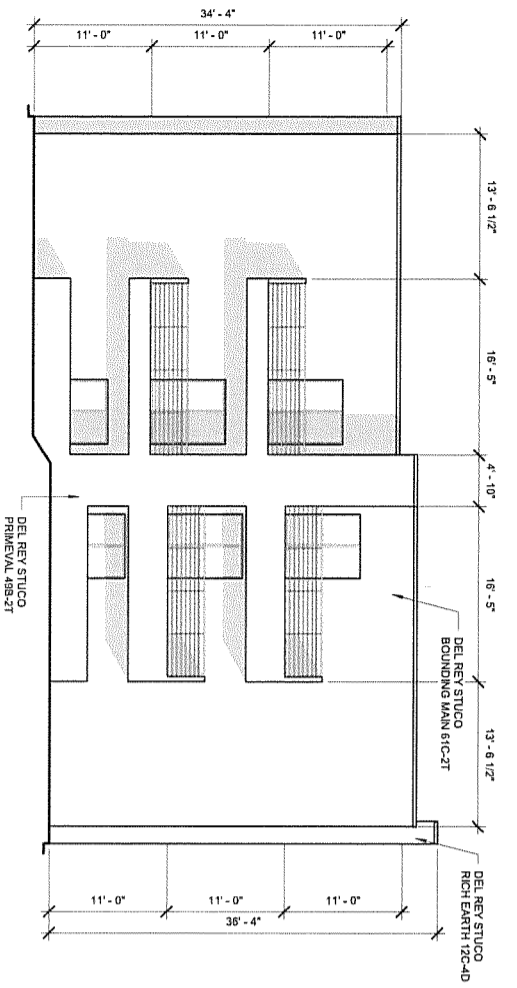 34' - 4"
11' - 0"
11' - 0"
11' - 0"
13' - 6 1/2"
16' - 5"
4' - 10"
16' - 5"
13' - 6 1/2"
DEL REY STUCO
PRIMEVAL 49B-2T
DEL REY STUCO
BOUNDING MAIN 61C-2T
DEL REY STUCO
RICH EARTH 12C-4D
11' - 0"
11' - 0"
11' - 0"
36' - 4"